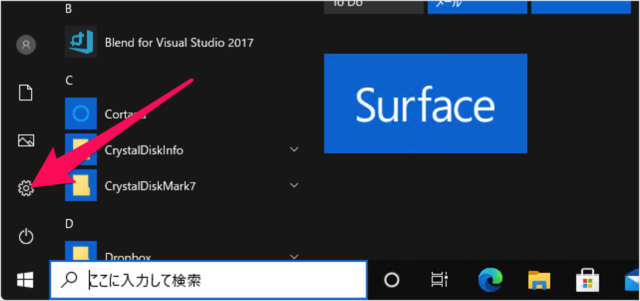 To Do
メール
B
Blend for Visual Studio 2017
C
Cortana
CrystalDiskInfo
CrystalDiskMark7
D
Dropbox
Surface
ここに入力して検索